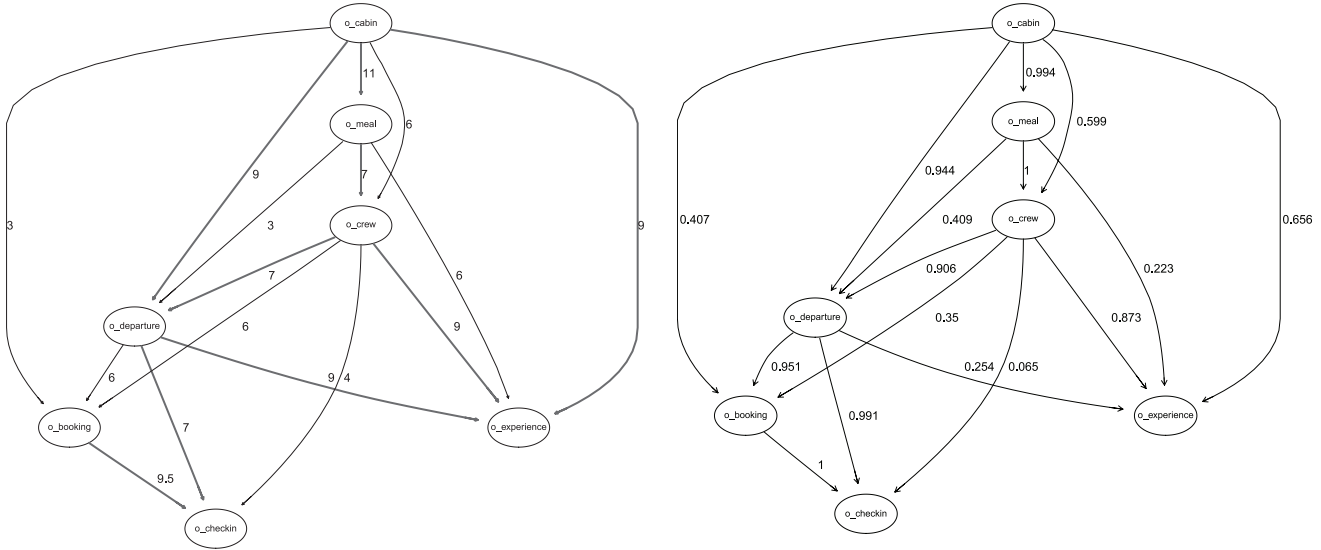 o_cabin
11
o_meal
6
9
7
3
o_crew
3
9
7
6
6
9
o_departure
6
9
4
7
o_booking
o_experience
9.5
o_checkin
o_cabin
0.994
o_meal
0.599
0.944
1
0.409
o_crew
0.407
0.656
0.906
0.223
0.35
0.873
o_departure
0.951
0.254
0.065
0.991
o_booking
o_experience
1
o_checkin